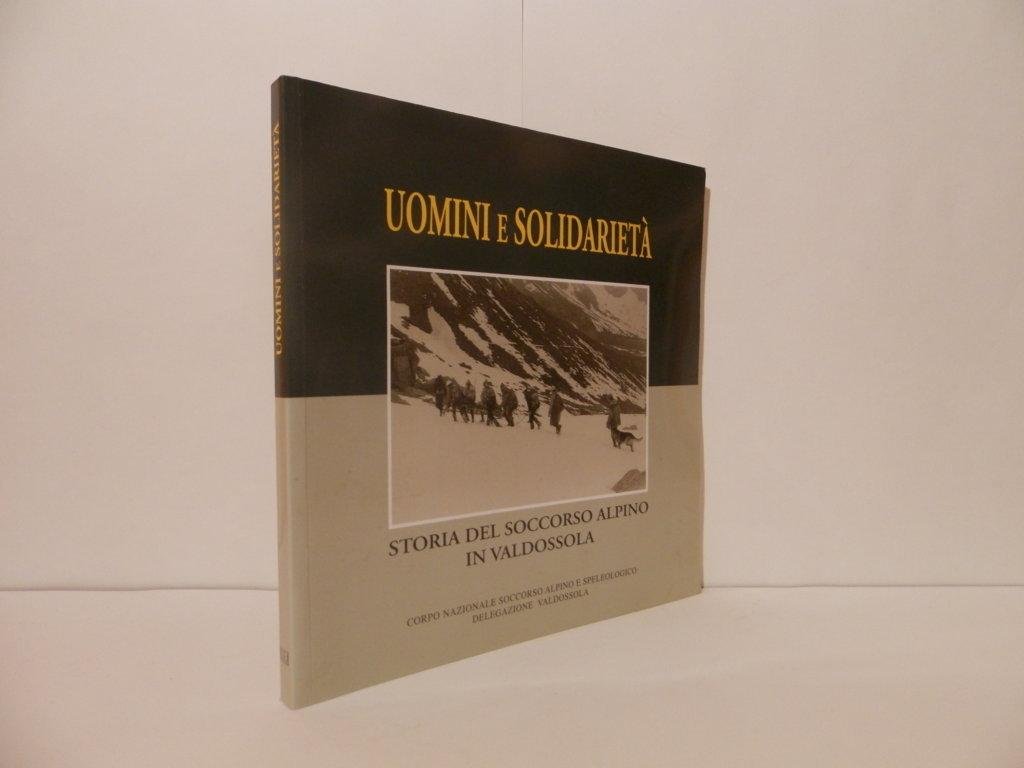 UOMINI E SOLIDARIETÀ
UOMINI E SOLIDARIETÀ
STORIA DEL SOCCORSO ALPINO
IN VALDOSSOLA
CORPO NAZIONALE SOCCORSO ALPINO E SPELEOLOGICO
DELEGAZIONE VALDOSSOLA